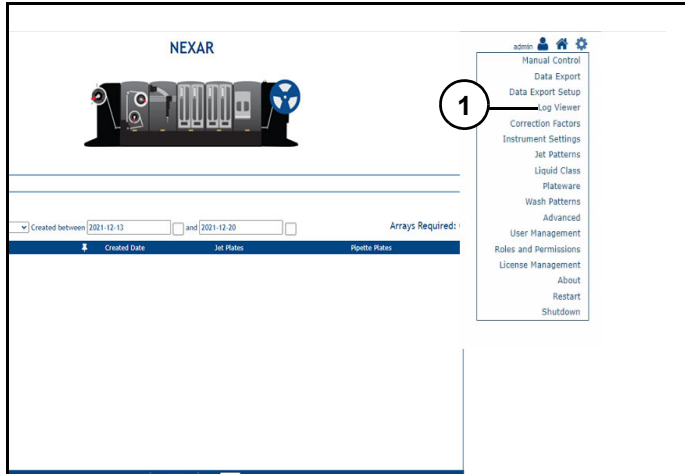 NEXAR
admin
Manual Control
Data Export
Data Export Setup
1
Log Viewer
Correction Factors
Instrument Settings
Jet Patterns
Liquid Class
Plateware
Wash Patterns
Advanced
User Management
Roles and Permissions
License Management
About
Restart
Shutdown
Created between 2021-12-13 and 2021-12-20 Arrays Required:
Created Date Jet Plates Pipette Plates